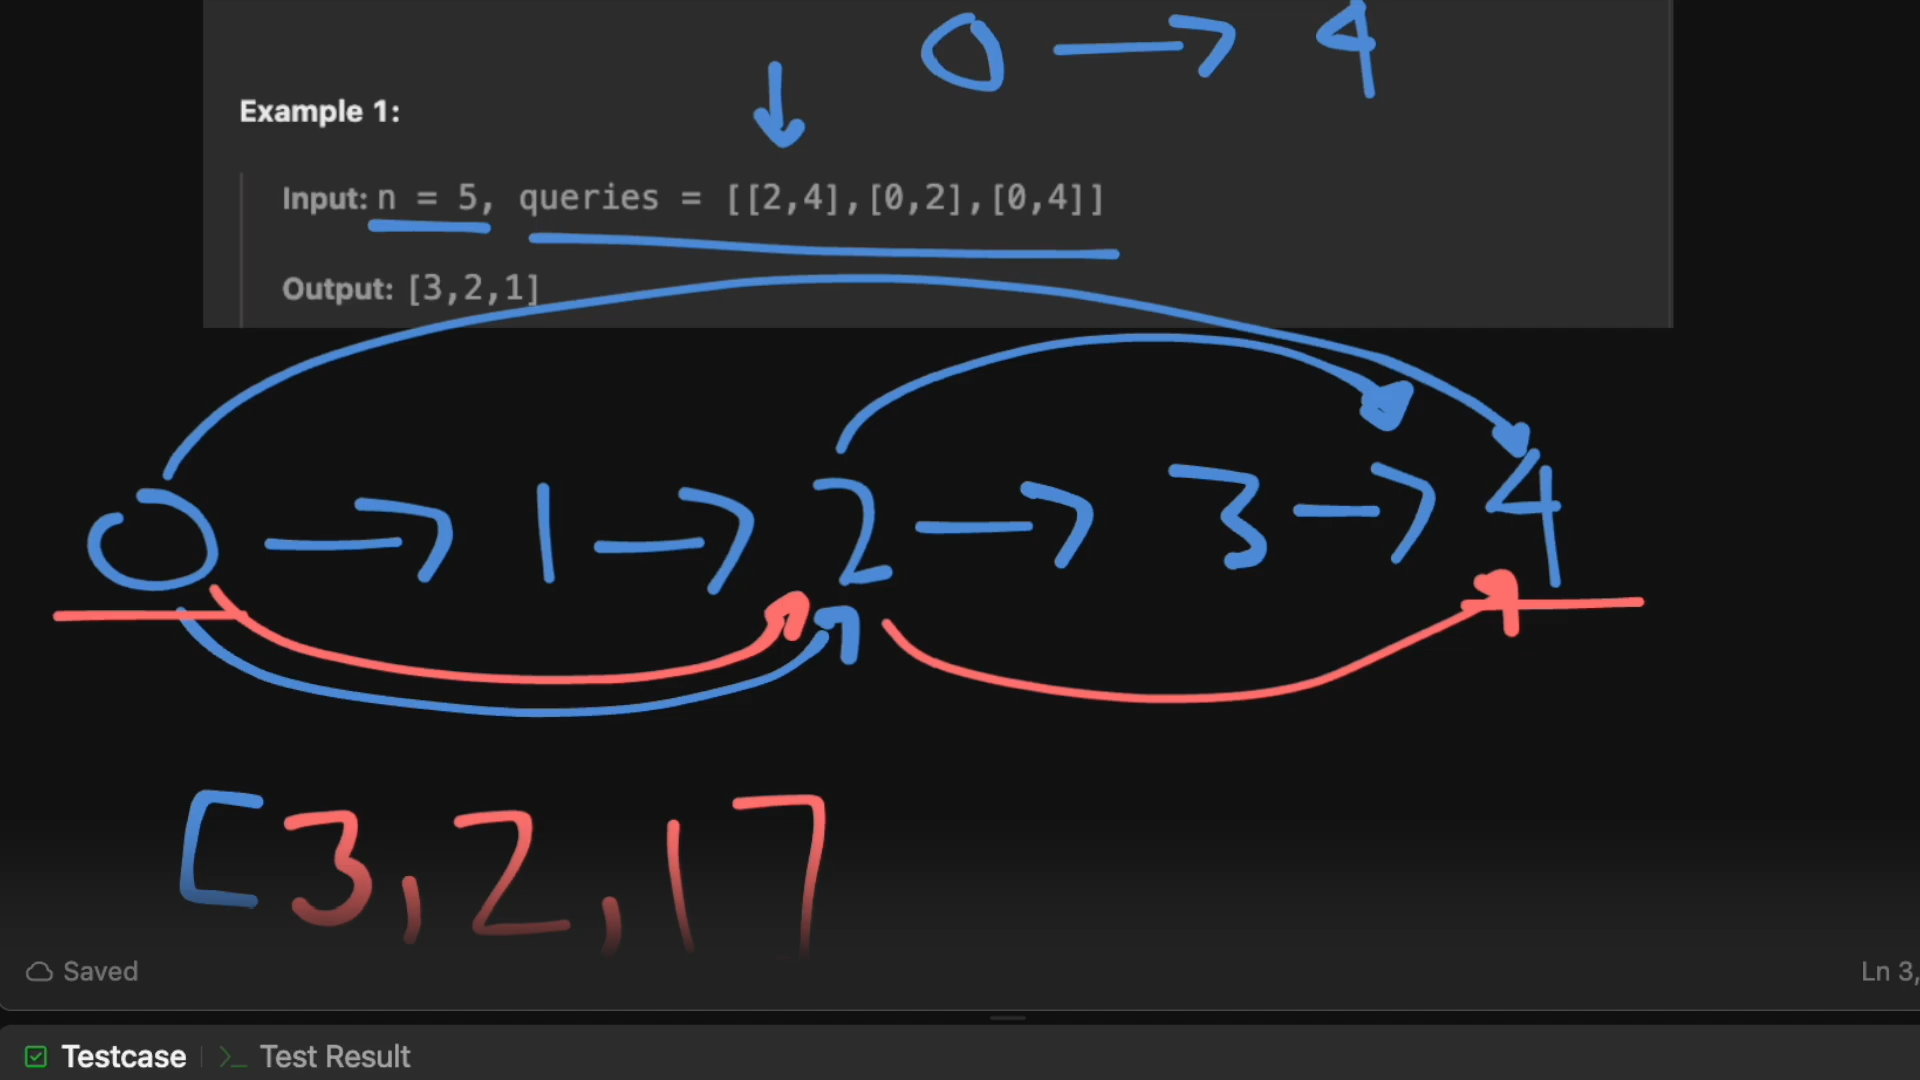 0 → 4
Example 1:
Input: n = 5, queries = [[2,4],[0,2],[0,4]]
Output: [3,2,1]
0 → 1 → 2 → 3 → 4
[3,2,1]
Saved
Ln 3,
Testcase
>_ Test Result